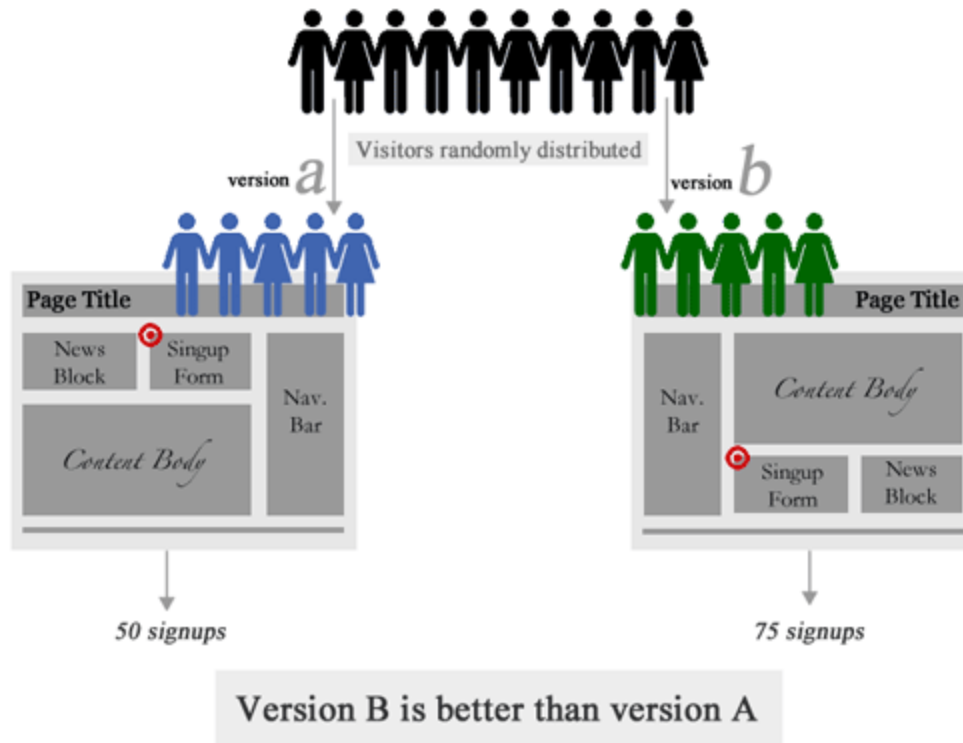 Visitors randomly distributed
version a
version b
Page Title
News
Block
Singup
Form
Nav.
Bar
Content Body
Page Title
Nav.
Bar
Content Body
Singup
Form
News
Block
50 signups
75 signups
Version B is better than version A